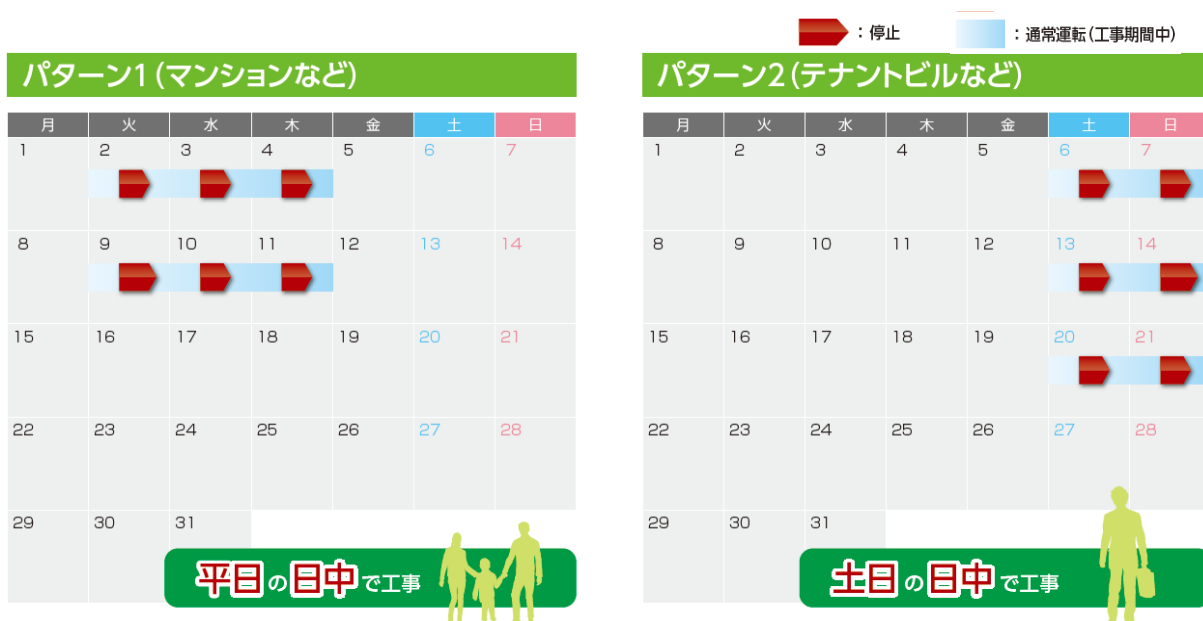 ：停止 ：通常運転（工事期間中）
パターン1（マンションなど）
月 火 水 木 金 土 日
1 2 3 4 5 6 7
8 9 10 11 12 13 14
15 16 17 18 19 20 21
22 23 24 25 26 27 28
29 30 31
平日の日中で工事
パターン2（テナントビルなど）
月 火 水 木 金 土 日
1 2 3 4 5 6 7
8 9 10 11 12 13 14
15 16 17 18 19 20 21
22 23 24 25 26 27 28
29 30 31
土日の日中で工事